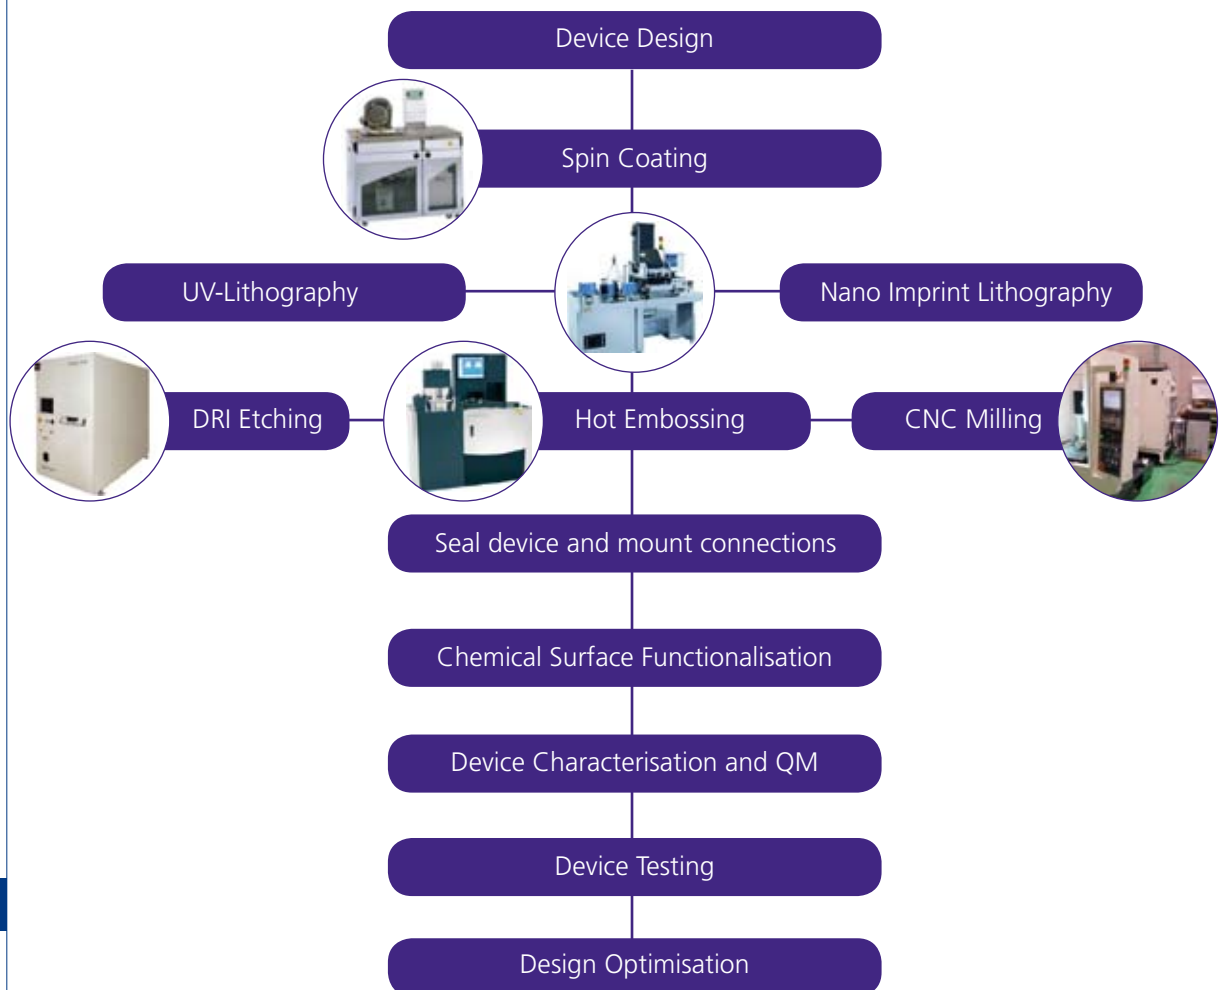 Device Design
Spin Coating
UV-Lithography
Nano Imprint Lithography
DRI Etching
Hot Embossing
CNC Milling
Seal device and mount connections
Chemical Surface Functionalisation
Device Characterisation and QM
Device Testing
Design Optimisation